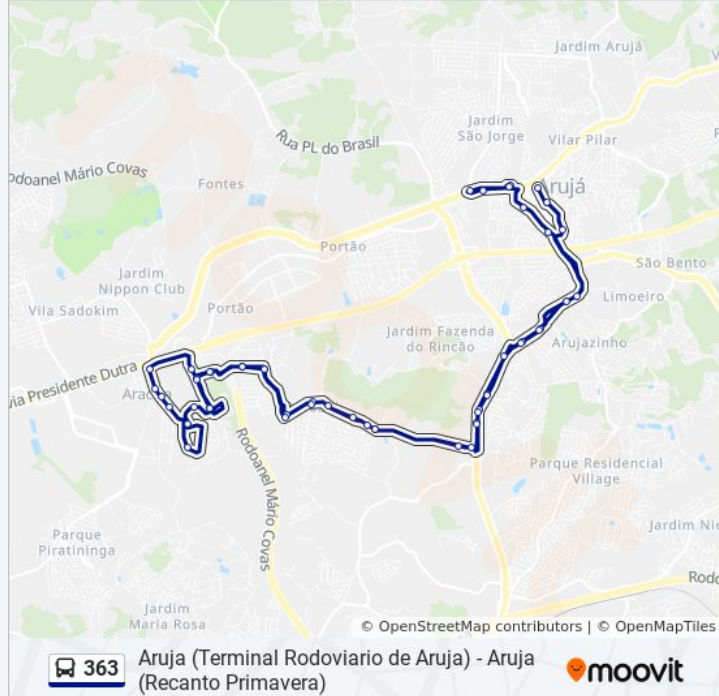 Jardim Arujá
Jardim
São Jorge
Vilar Pilar
Rua PL do Brasil
doanel Mário Covas
Fontes
Arujá
Portão
São Bento
Jardim
Nippon Club
Limoeiro
Vila Sadokim
Portão
Jardim Fazenda
do Rincão
Arujazinho
via Presidente Dutra
Rodoanel Mário Covas
Parque Residencial
Village
Parque
Piratininga
Jardim Nic
Rodo
Jardim
Maria Rosa
© OpenStreetMap contributors | © OpenMapTiles
363
Aruja (Terminal Rodoviario de Aruja) - Aruja
(Recanto Primavera)
moovit